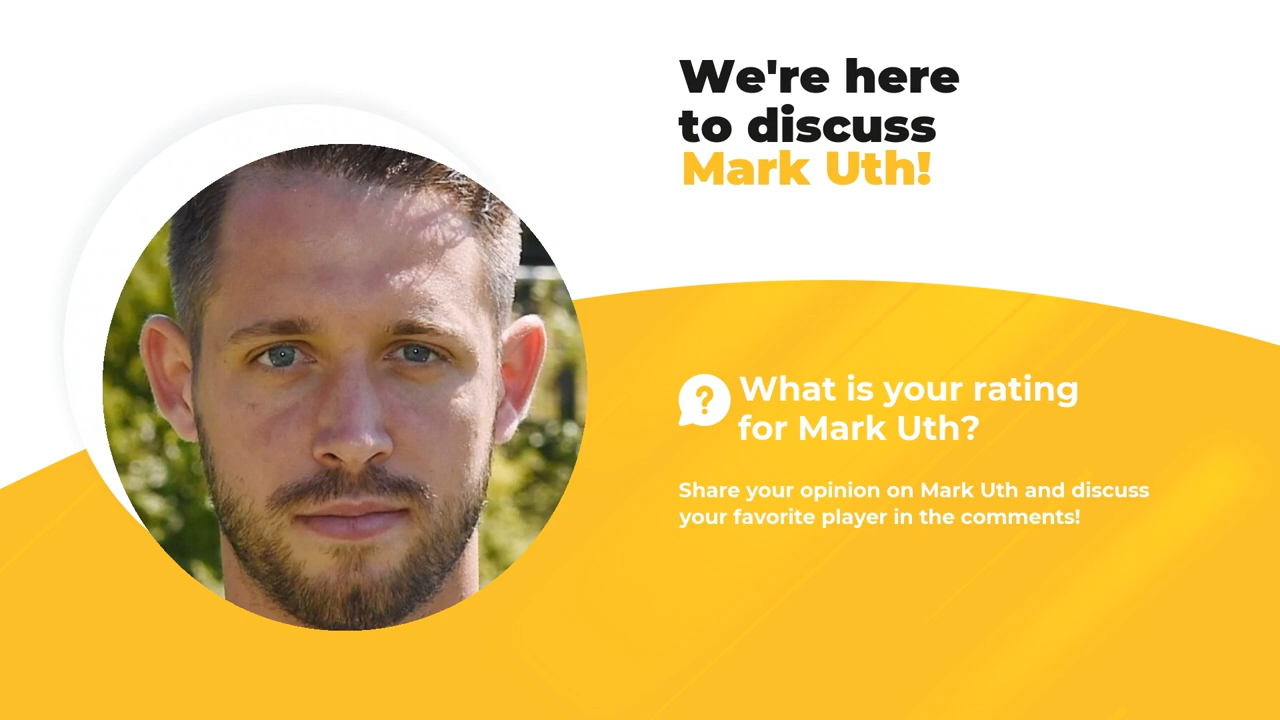 We're here
to discuss
Mark Uth!
What is your rating
for Mark Uth?
Share your opinion on Mark Uth and discuss
your favorite player in the comments!